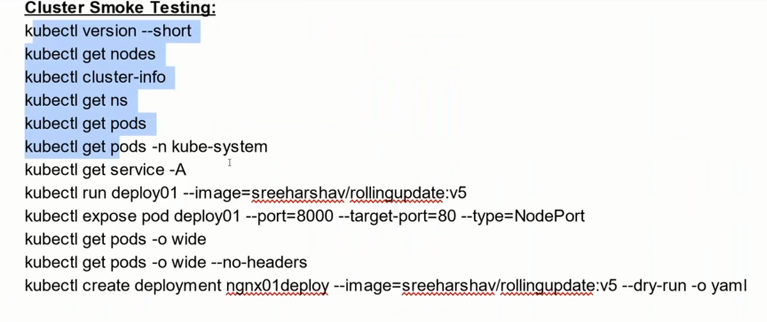 Cluster Smoke Testing:
kubectl version --short
kubectl get nodes
kubectl cluster-info
kubectl get ns
kubectl get pods
kubectl get pods -n kube-system
kubectl get service -A
kubectl run deploy01 --image=sreeharshav/rollingupdate:v5
kubectl expose pod deploy01 --port=8000 --target-port=80 --type=NodePort
kubectl get pods -o wide
kubectl get pods -o wide --no-headers
kubectl create deployment ngnx01deploy --image=sreeharshav/rollingupdate:v5 --dry-run -o yaml